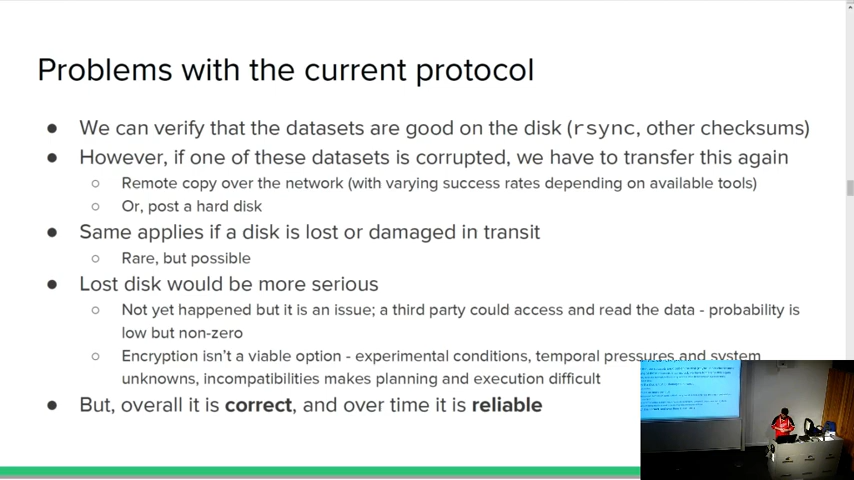 Problems with the current protocol
● We can verify that the datasets are good on the disk (rsync, other checksums)
● However, if one of these datasets is corrupted, we have to transfer this again
○ Remote copy over the network (with varying success rates depending on available tools)
○ Or, post a hard disk
● Same applies if a disk is lost or damaged in transit
○ Rare, but possible
● Lost disk would be more serious
○ Not yet happened but it is an issue; a third party could access and read the data - probability is
low but non-zero
○ Encryption isn't a viable option - experimental conditions, temporal pressures and system
unknowns, incompatibilities makes planning and execution difficult
● But, overall it is correct, and over time it is reliable